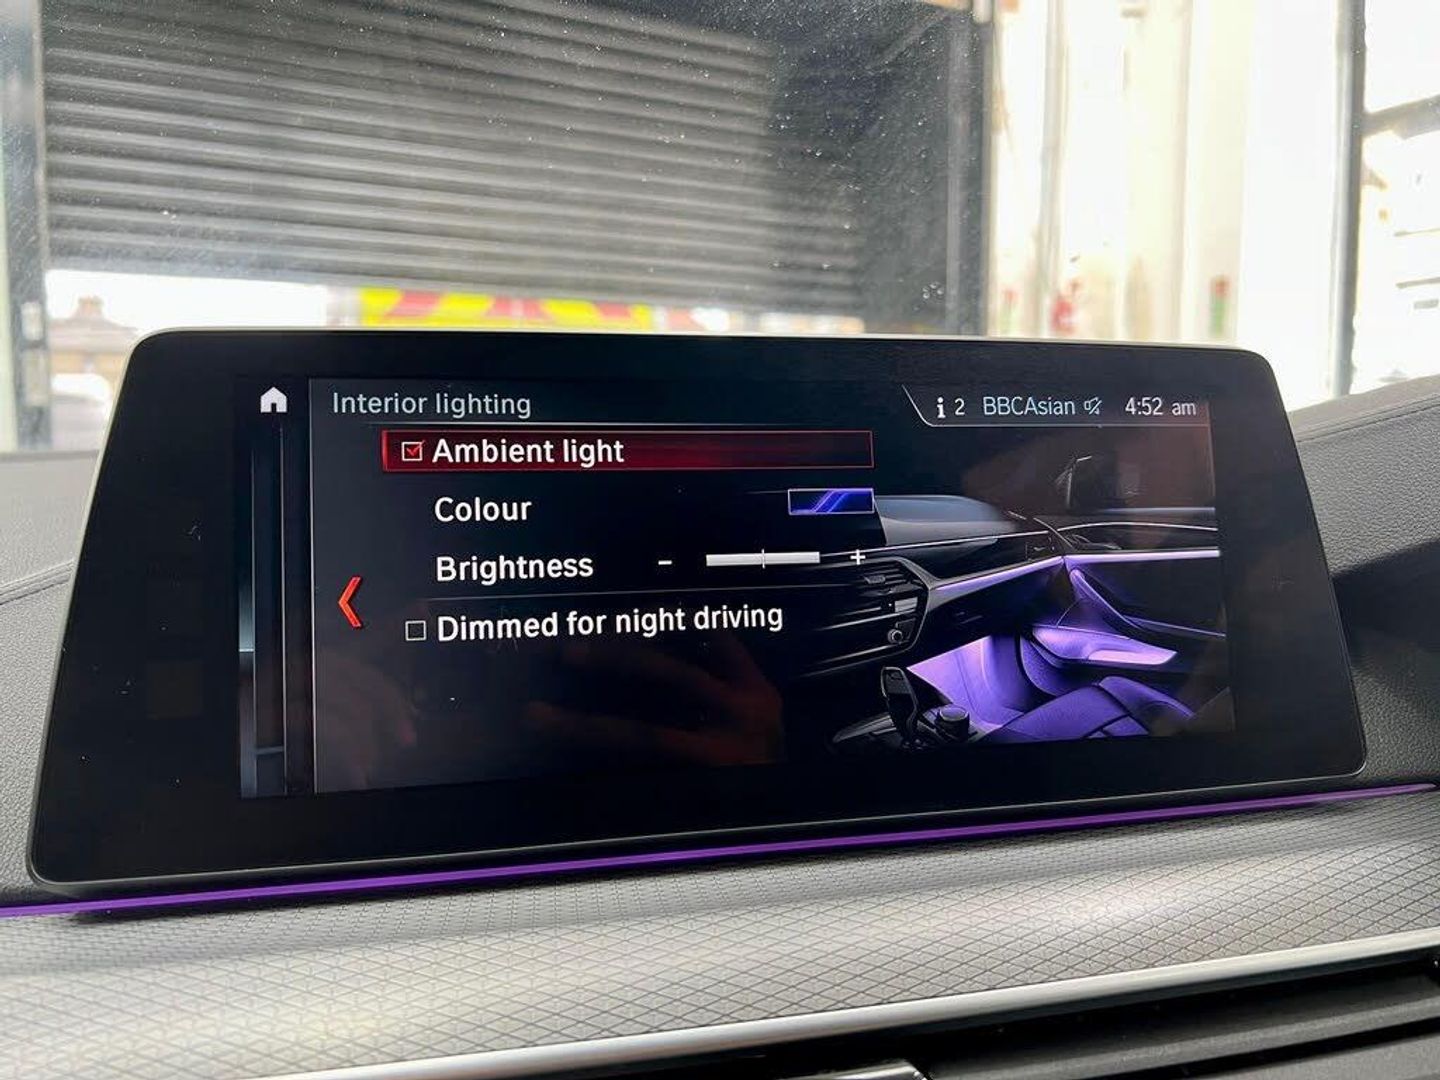 Interior lighting
i 2 BBCAsian 4:52 am
Ambient light
Colour
Brightness - +
Dimmed for night driving